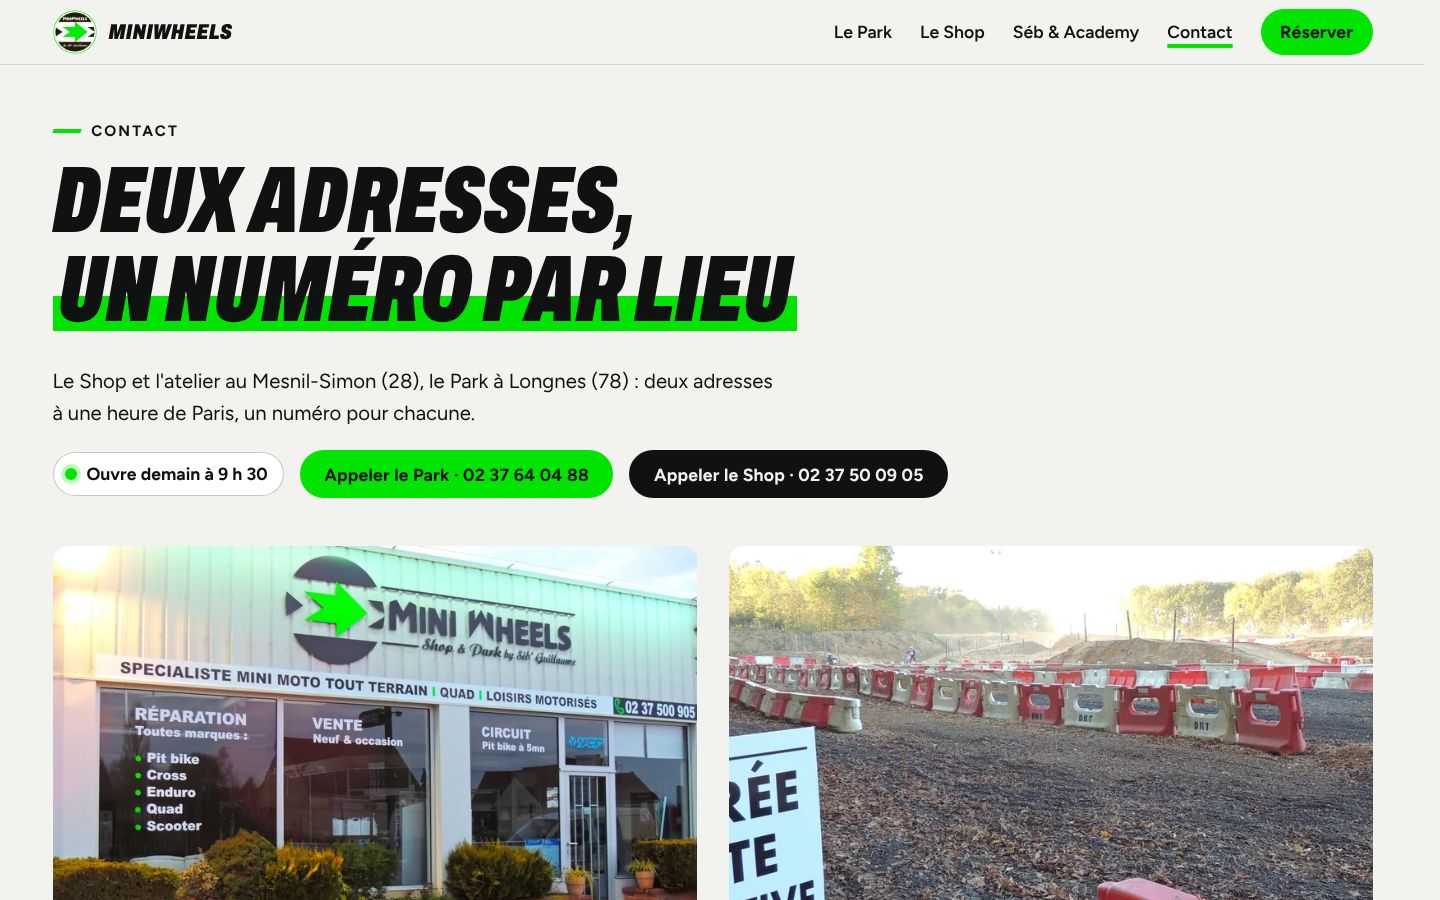 MINIWHEELS
Le Park
Le Shop
Séb & Academy
Contact
Réserver
CONTACT
DEUX ADRESSES,
UN NUMÉRO PAR LIEU
Le Shop et l'atelier au Mesnil-Simon (28), le Park à Longnes (78) : deux adresses
à une heure de Paris, un numéro pour chacune.
Ouvre demain à 9 h 30
Appeler le Park · 02 37 64 04 88
Appeler le Shop · 02 37 50 09 05
MINI WHEELS
Shop & Park by Séb' Guillaume
SPECIALISTE MINI MOTO TOUT TERRAIN | QUAD | LOISIRS MOTORISÉS
02 37 500 905
RÉPARATION
Toutes marques :
Pit bike
Cross
Enduro
Quad
Scooter
VENTE
Neuf & occasion
CIRCUIT
Pit bike à 5mn
DRT
DRT